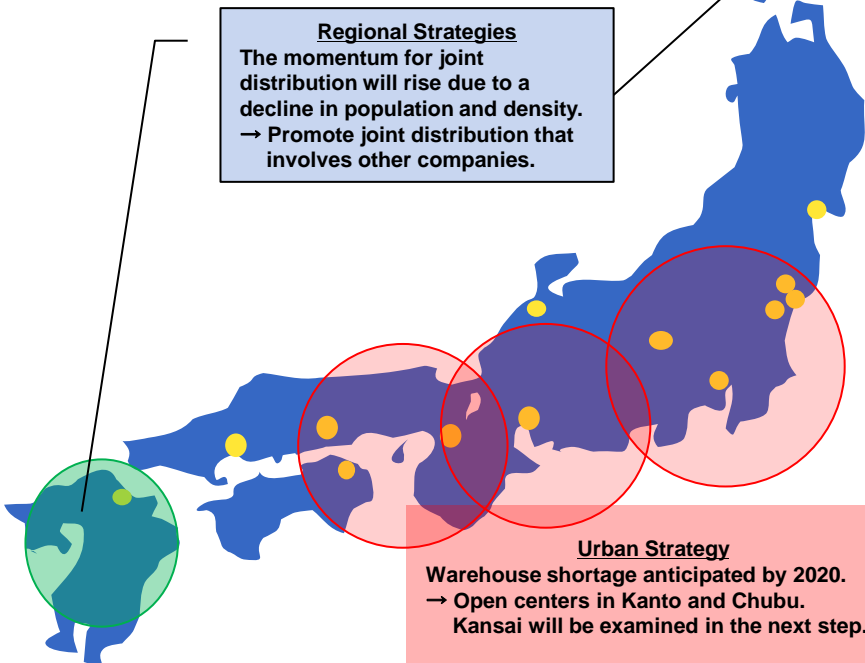 Regional Strategies
The momentum for joint
distribution will rise due to a
decline in population and density.
→ Promote joint distribution that
involves other companies.
Urban Strategy
Warehouse shortage anticipated by 2020.
→ Open centers in Kanto and Chubu.
Kansai will be examined in the next step.